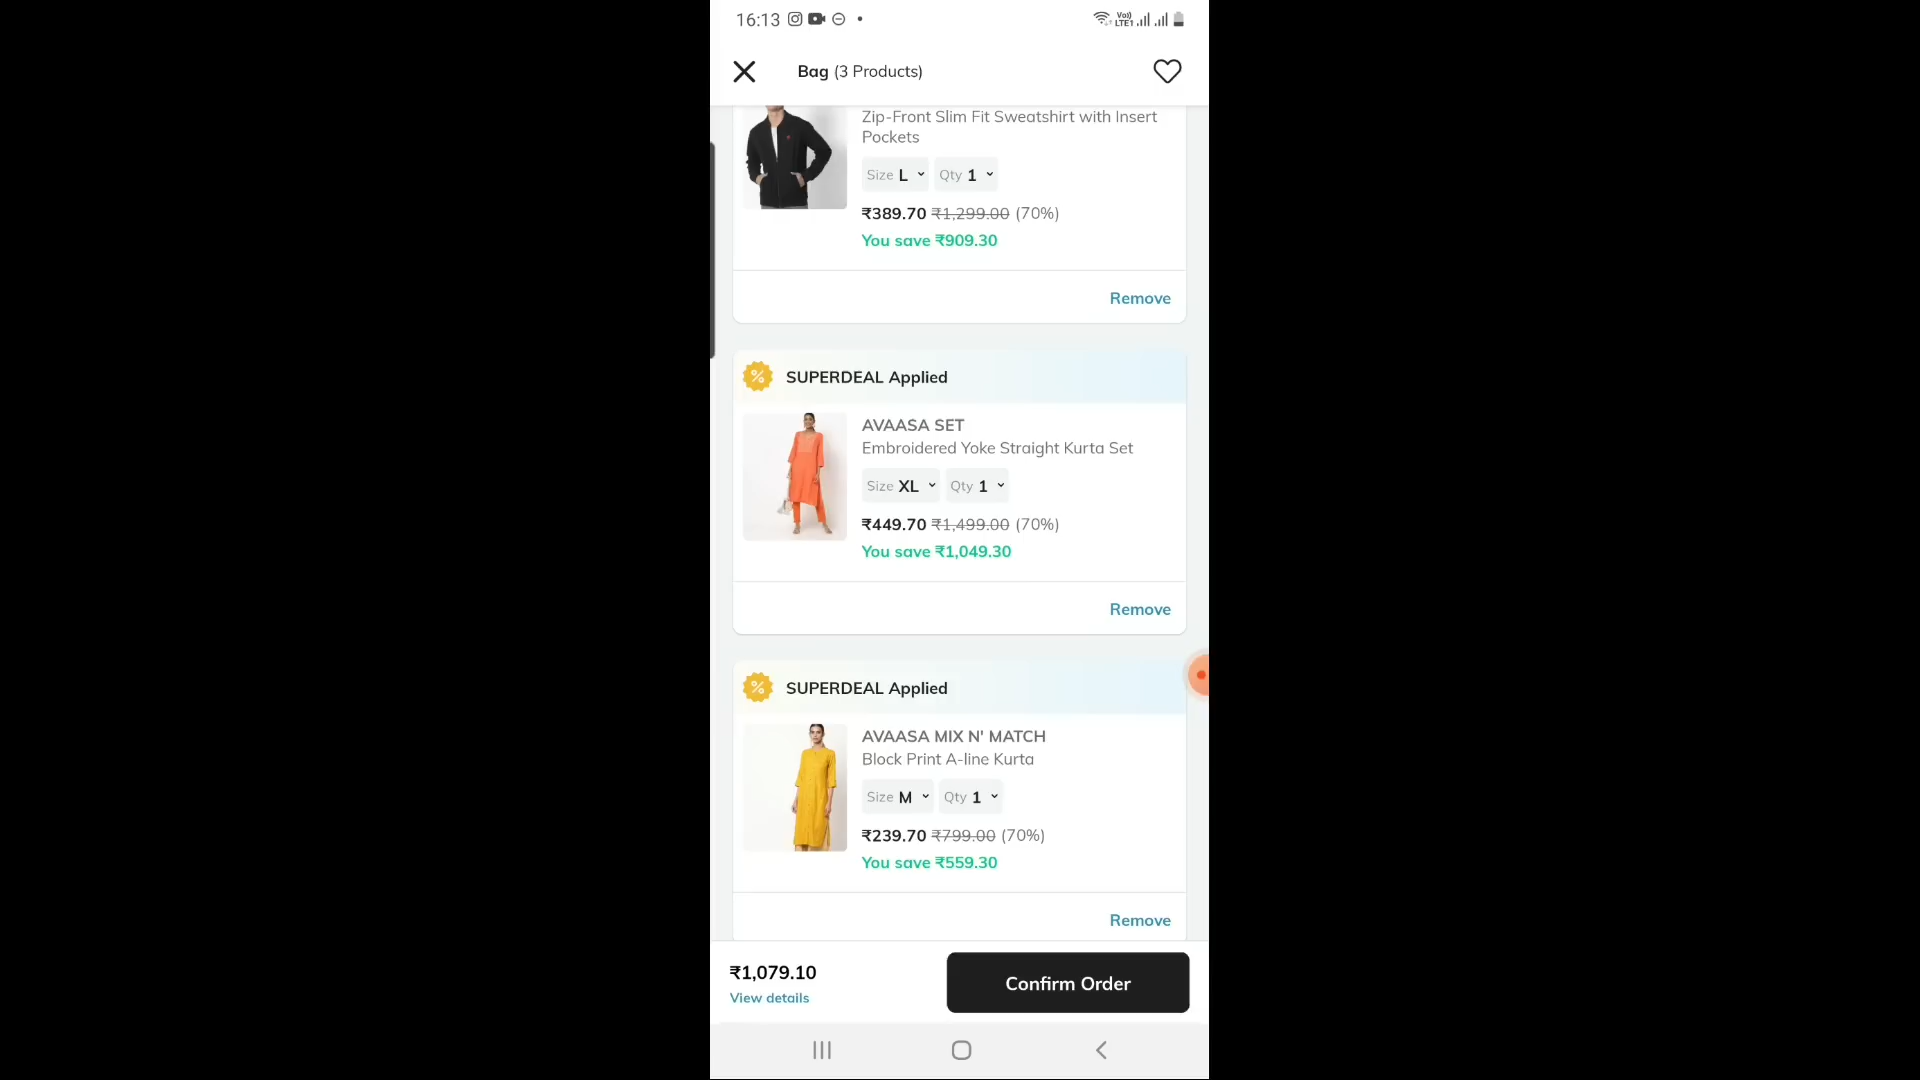 16:13
Vo))
LTE1
Bag (3 Products)
Zip-Front Slim Fit Sweatshirt with Insert
Pockets
Size L Qty 1
₹389.70 ₹1,299.00 (70%)
You save ₹909.30
Remove
% SUPERDEAL Applied
AVAASA SET
Embroidered Yoke Straight Kurta Set
Size XL Qty 1
₹449.70 ₹1,499.00 (70%)
You save ₹1,049.30
Remove
% SUPERDEAL Applied
AVAASA MIX N' MATCH
Block Print A-line Kurta
Size M Qty 1
₹239.70 ₹799.00 (70%)
You save ₹559.30
Remove
₹1,079.10
View details
Confirm Order